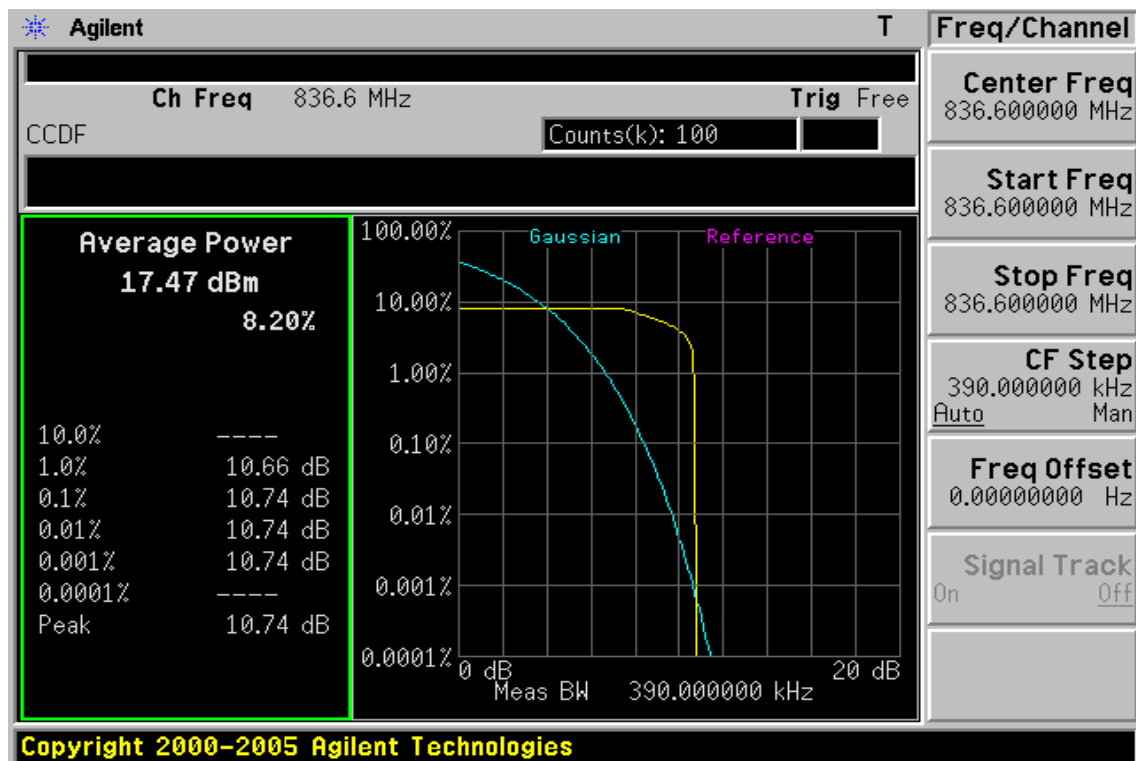 Agilent T Freq/Channel
Ch Freq 836.6 MHz Trig Free
CCDF Counts(k): 100
Center Freq
836.600000 MHz
Start Freq
836.600000 MHz
Stop Freq
836.600000 MHz
CF Step
390.000000 kHz
Auto Man
Freq Offset
0.00000000 Hz
Signal Track
On Off
Average Power
17.47 dBm
8.20%
10.0% ----
1.0% 10.66 dB
0.1% 10.74 dB
0.01% 10.74 dB
0.001% 10.74 dB
0.0001% ----
Peak 10.74 dB
Gaussian Reference
100.00%
10.00%
1.00%
0.10%
0.01%
0.001%
0.0001%
0 dB 20 dB
Meas BW 390.000000 kHz
Copyright 2000-2005 Agilent Technologies